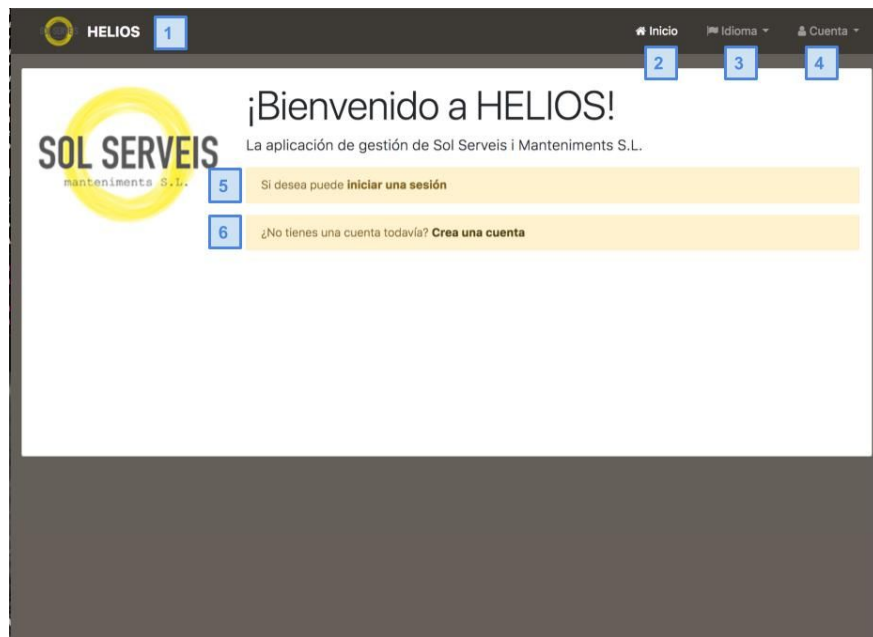 HELIOS 1
Inicio Idioma Cuenta
2 3 4
¡Bienvenido a HELIOS!
La aplicación de gestión de Sol Serveis i Manteniments S.L.
SOL SERVEIS
manteniments S.L.
5 Si desea puede iniciar una sesión
6 ¿No tienes una cuenta todavía? Crea una cuenta